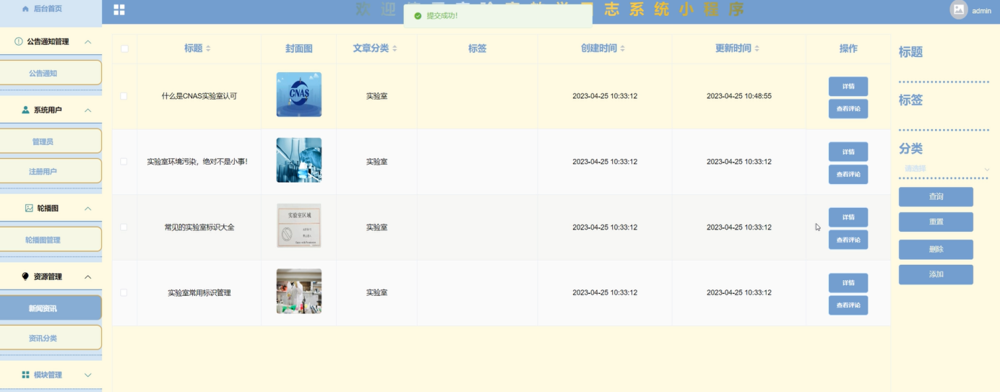 后台首页
欢迎
志系统小程序
提交成功!
admin
公告通知管理
公告通知
系统用户
管理员
注册用户
轮播图
轮播图管理
资源管理
新闻资讯
资讯分类
模块管理
标题 封面图 文章分类 标签 创建时间 更新时间 操作
什么是CNAS实验室认可 CNAS 实验室 2023-04-25 10:33:12 2023-04-25 10:48:55 详情
查看评论
实验室环境污染,绝对不是小事! 实验室 2023-04-25 10:33:12 2023-04-25 10:33:12 详情
查看评论
常见的实验室标识大全 实验室区域 实验室 2023-04-25 10:33:12 2023-04-25 10:33:12 详情
查看评论
实验室常用标识管理 实验室 2023-04-25 10:33:12 2023-04-25 10:33:12 详情
查看评论
标题
标签
分类
请选择
查询
重置
删除
添加